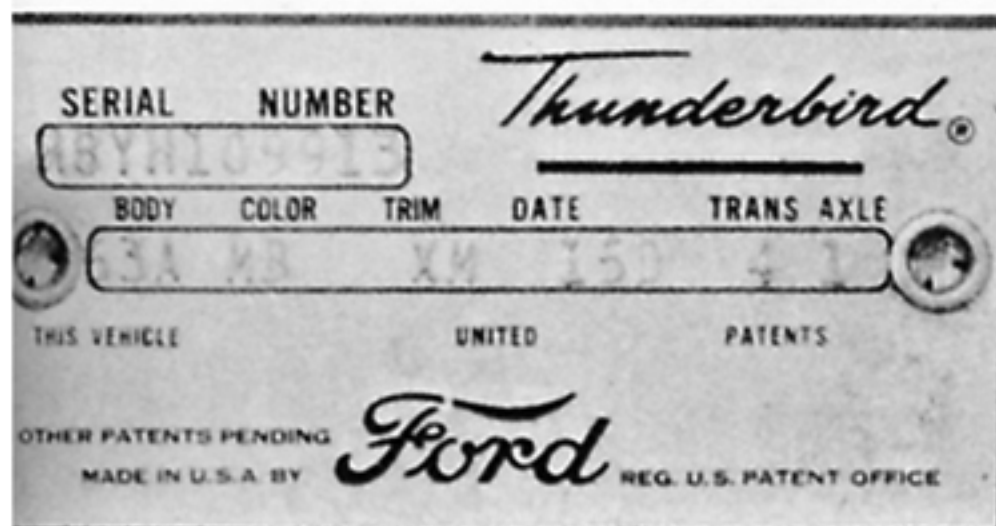 Thunderbird®
SERIAL NUMBER
H8YH109913
BODY COLOR TRIM DATE TRANS AXLE
63A MB XM 15D 4 1
THIS VEHICLE UNITED PATENTS
OTHER PATENTS PENDING
MADE IN U.S.A. BY Ford REG. U.S. PATENT OFFICE